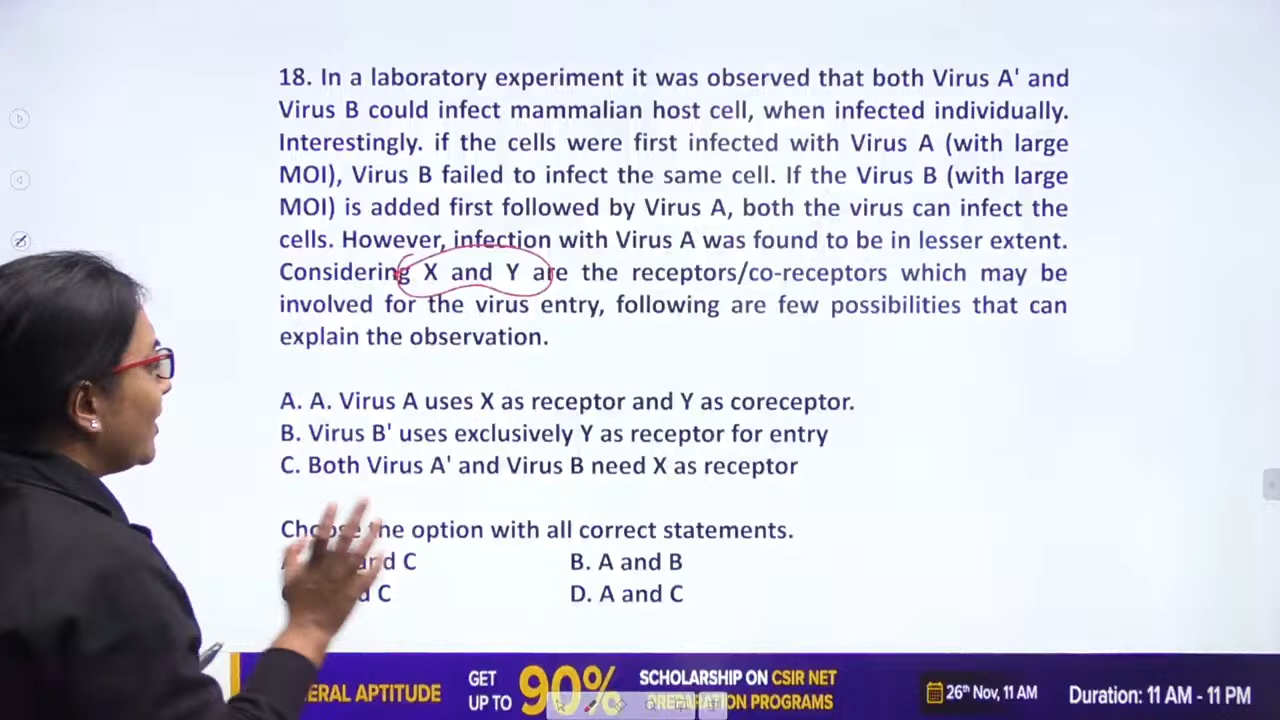 18. In a laboratory experiment it was observed that both Virus A' and
Virus B could infect mammalian host cell, when infected individually.
Interestingly. if the cells were first infected with Virus A (with large
MOI), Virus B failed to infect the same cell. If the Virus B (with large
MOI) is added first followed by Virus A, both the virus can infect the
cells. However, infection with Virus A was found to be in lesser extent.
Considering X and Y are the receptors/co-receptors which may be
involved for the virus entry, following are few possibilities that can
explain the observation.
A. A. Virus A uses X as receptor and Y as coreceptor.
B. Virus B' uses exclusively Y as receptor for entry
C. Both Virus A' and Virus B need X as receptor
Choose the option with all correct statements.
C B. A and B
C D. A and C
APTITUDE
GET UP TO 90% SCHOLARSHIP ON CSIR NET
PREPARATION PROGRAMS
26th Nov, 11 AM
Duration: 11 AM - 11 PM